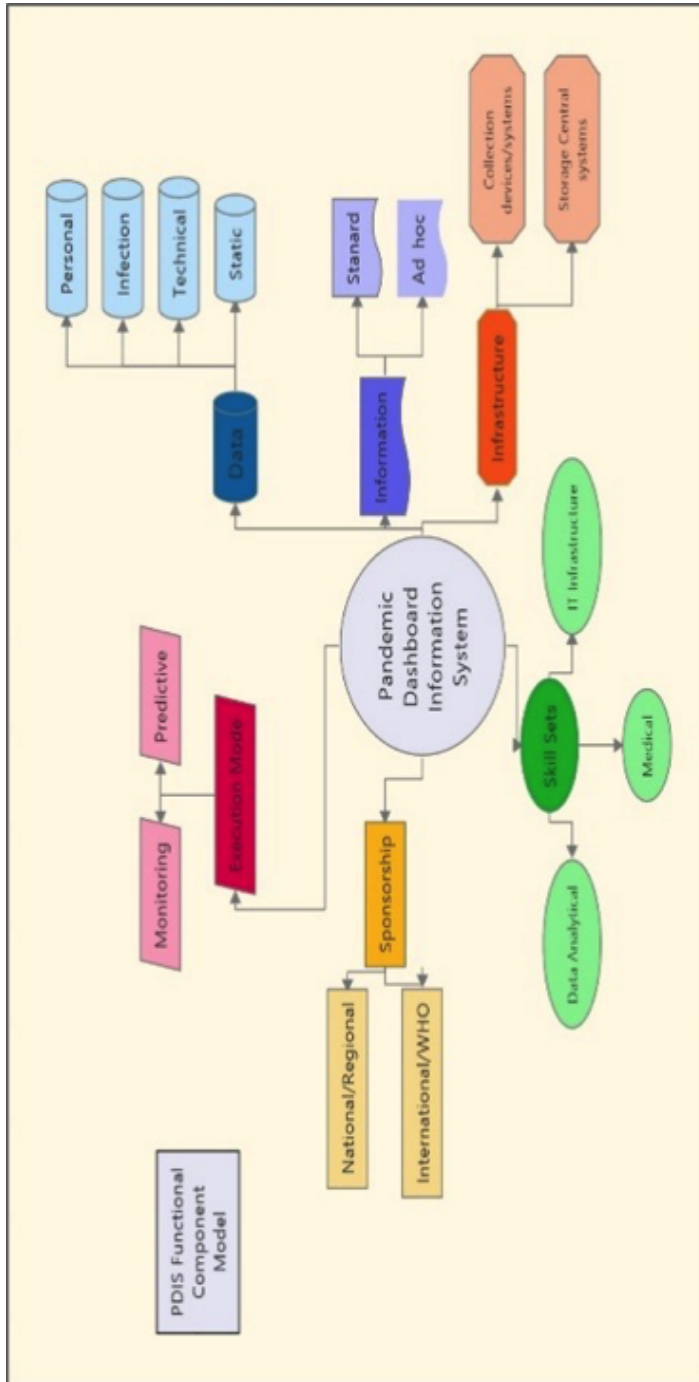 PDIS Functional
Component
Model
Monitoring
Predictive
Execution Mode
Personal
Infection
Technical
Static
Data
National/Regional
International/WHO
Sponsorship
Pandemic
Dashboard
Information
System
Information
Stanard
Ad hoc
Infrastructure
Collection
devices/systems
Storage Central
systems
Skill Sets
Data Analytical
Medical
IT Infrastructure